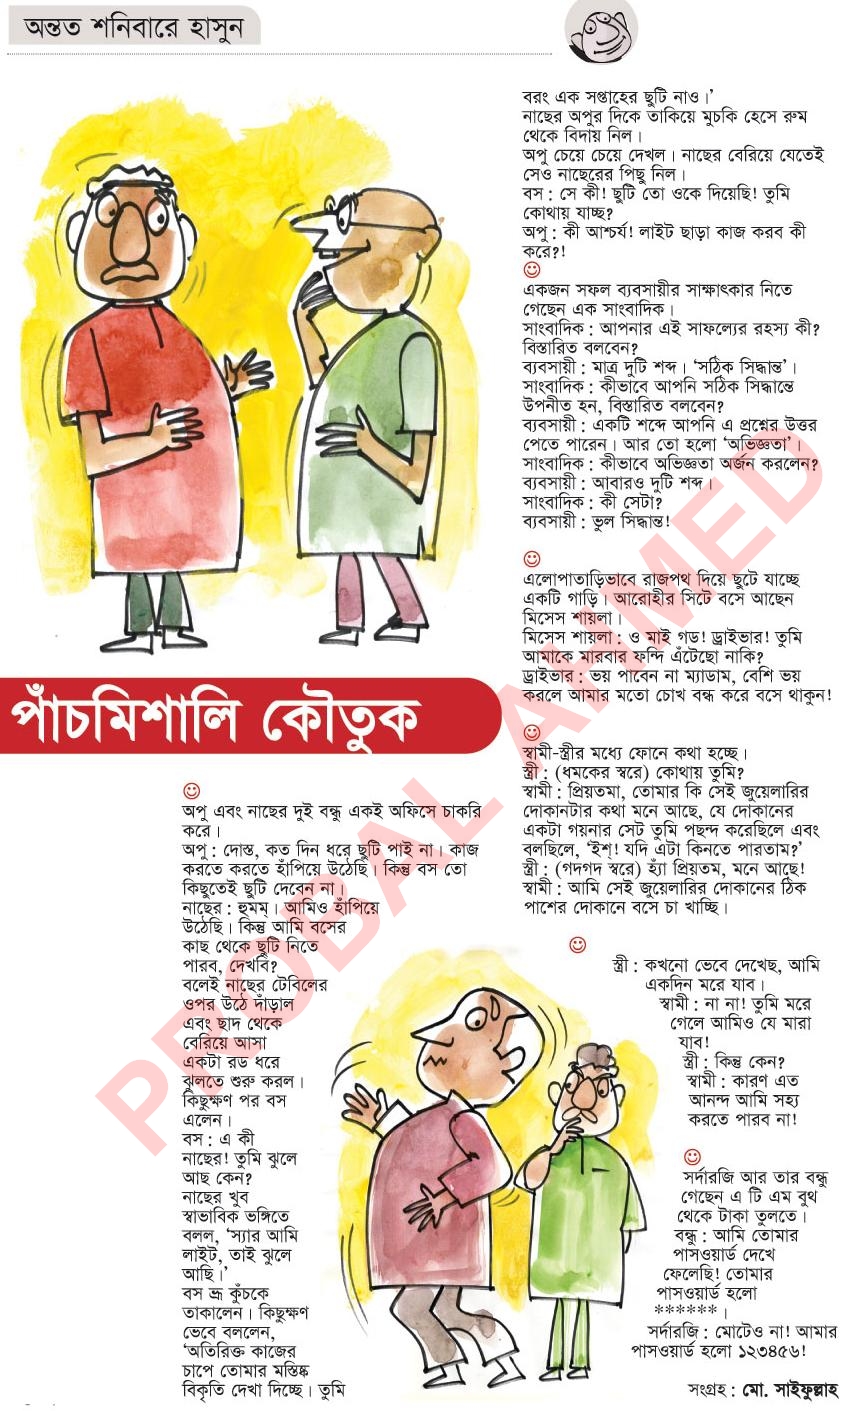 অন্তত শনিবারে হাসুন
পাঁচমিশালি কৌতুক
অপু এবং নাছের দুই বন্ধু একই অফিসে চাকরি
করে।
অপু : দোস্ত, কত দিন ধরে ছুটি পাই না। কাজ
করতে করতে হাঁপিয়ে উঠেছি। কিন্তু বস তো
কিছুতেই ছুটি দেবেন না।
নাছের : হুমম্। আমিও হাঁপিয়ে
উঠেছি। কিন্তু আমি বসের
কাছ থেকে ছুটি নিতে
পারব, দেখবি?
বলেই নাছের টেবিলের
ওপর উঠে দাঁড়াল
এবং ছাদ থেকে
বেরিয়ে আসা
একটা রড ধরে
ঝুলতে শুরু করল।
কিছুক্ষণ পর বস
এলেন।
বস : এ কী
নাছের! তুমি ঝুলে
আছ কেন?
নাছের খুব
স্বাভাবিক ভঙ্গিতে
বলল, ‘স্যার আমি
লাইট, তাই ঝুলে
আছি।’
বস ভ্রূ কুঁচকে
তাকালেন। কিছুক্ষণ
ভেবে বললেন,
‘অতিরিক্ত কাজের
চাপে তোমার মস্তিষ্ক
বিকৃতি দেখা দিচ্ছে। তুমি
বরং এক সপ্তাহের ছুটি নাও।’
নাছের অপুর দিকে তাকিয়ে মুচকি হেসে রুম
থেকে বিদায় নিল।
অপু চেয়ে চেয়ে দেখল। নাছের বেরিয়ে যেতেই
সেও নাছেরের পিছু নিল।
বস : সে কী! ছুটি তো ওকে দিয়েছি! তুমি
কোথায় যাচ্ছ?
অপু : কী আশ্চর্য! লাইট ছাড়া কাজ করব কী
করে?!
একজন সফল ব্যবসায়ীর সাক্ষাৎকার নিতে
গেছেন এক সাংবাদিক।
সাংবাদিক : আপনার এই সাফল্যের রহস্য কী?
বিস্তারিত বলবেন?
ব্যবসায়ী : মাত্র দুটি শব্দ। ‘সঠিক সিদ্ধান্ত’।
সাংবাদিক : কীভাবে আপনি সঠিক সিদ্ধান্তে
উপনীত হন, বিস্তারিত বলবেন?
ব্যবসায়ী : একটি শব্দে আপনি এ প্রশ্নের উত্তর
পেতে পারেন। আর তো হলো ‘অভিজ্ঞতা’।
সাংবাদিক : কীভাবে অভিজ্ঞতা অর্জন করলেন?
ব্যবসায়ী : আবারও দুটি শব্দ।
সাংবাদিক : কী সেটা?
ব্যবসায়ী : ভুল সিদ্ধান্ত!
এলোপাতাড়িভাবে রাজপথ দিয়ে ছুটে যাচ্ছে
একটি গাড়ি। আরোহীর সিটে বসে আছেন
মিসেস শায়লা।
মিসেস শায়লা : ও মাই গড! ড্রাইভার! তুমি
আমাকে মারবার ফন্দি এঁটেছো নাকি?
ড্রাইভার : ভয় পাবেন না ম্যাডাম, বেশি ভয়
করলে আমার মতো চোখ বন্ধ করে বসে থাকুন!
স্বামী-স্ত্রীর মধ্যে ফোনে কথা হচ্ছে।
স্ত্রী : (ধমকের স্বরে) কোথায় তুমি?
স্বামী : প্রিয়তমা, তোমার কি সেই জুয়েলারির
দোকানটার কথা মনে আছে, যে দোকানের
একটা গয়নার সেট তুমি পছন্দ করেছিলে এবং
বলছিলে, ‘ইশ্! যদি এটা কিনতে পারতাম?’
স্ত্রী : (গদগদ স্বরে) হ্যাঁ প্রিয়তম, মনে আছে!
স্বামী : আমি সেই জুয়েলারির দোকানের ঠিক
পাশের দোকানে বসে চা খাচ্ছি।
স্ত্রী : কখনো ভেবে দেখেছ, আমি
একদিন মরে যাব।
স্বামী : না না! তুমি মরে
গেলে আমিও যে মারা
যাব!
স্ত্রী : কিন্তু কেন?
স্বামী : কারণ এত
আনন্দ আমি সহ্য
করতে পারব না!
সর্দারজি আর তার বন্ধু
গেছেন এ টি এম বুথ
থেকে টাকা তুলতে।
বন্ধু : আমি তোমার
পাসওয়ার্ড দেখে
ফেলেছি! তোমার
পাসওয়ার্ড হলো
******।
সর্দারজি : মোটেও না! আমার
পাসওয়ার্ড হলো ১২৩৪৫৬!
সংগ্রহ : মো. সাইফুল্লাহ
PROBAL AHMED